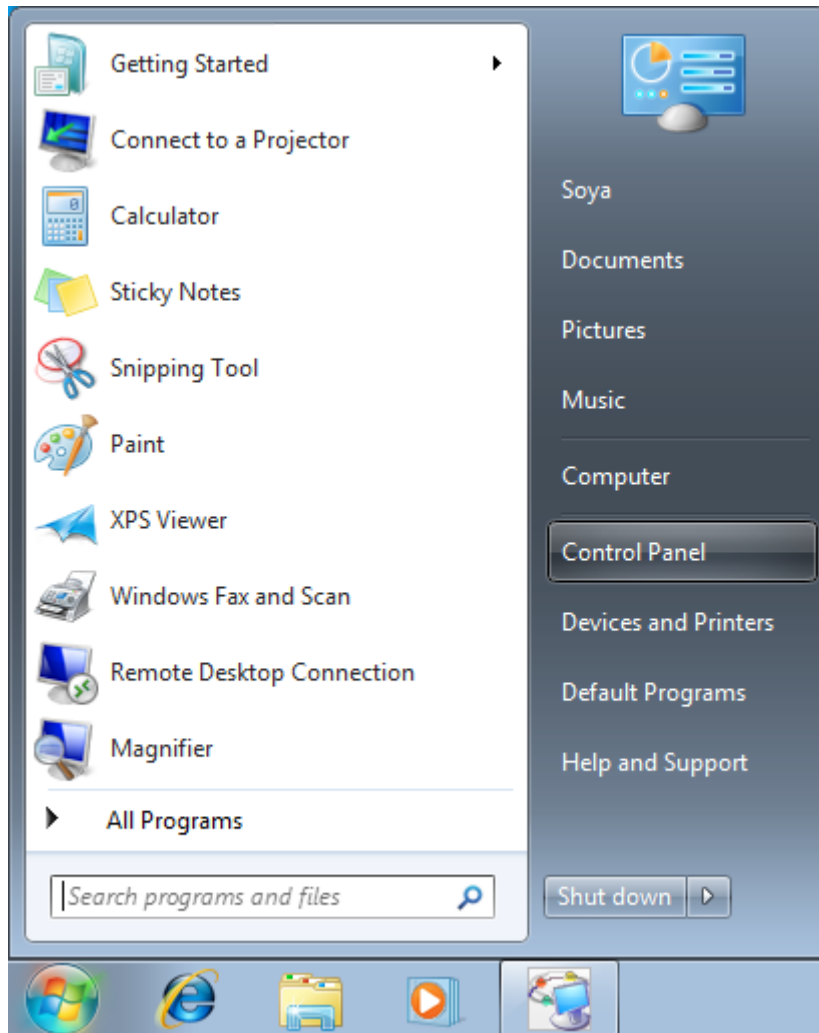 Getting Started
Connect to a Projector
Calculator
Sticky Notes
Snipping Tool
Paint
XPS Viewer
Windows Fax and Scan
Remote Desktop Connection
Magnifier
All Programs
Search programs and files
Soya
Documents
Pictures
Music
Computer
Control Panel
Devices and Printers
Default Programs
Help and Support
Shut down